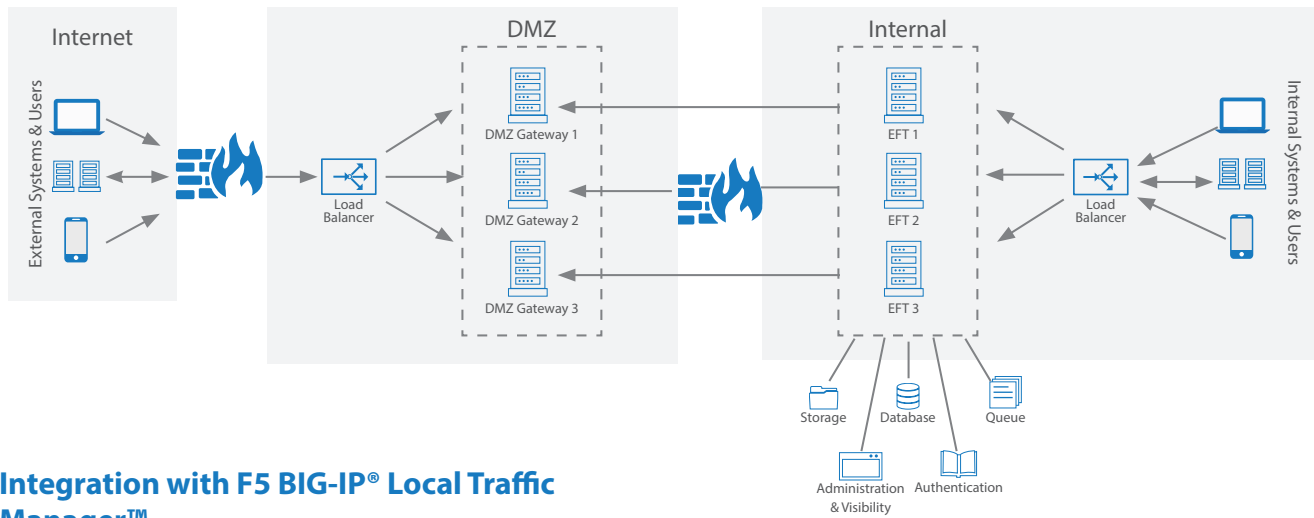 Internet
DMZ
Internal
External Systems & Users
Load
Balancer
DMZ Gateway 1
DMZ Gateway 2
DMZ Gateway 3
EFT 1
EFT 2
EFT 3
Load
Balancer
Internal Systems & Users
Storage
Database
Queue
Administration
& Visibility
Authentication
Integration with F5 BIG-IP® Local Traffic
Manager™